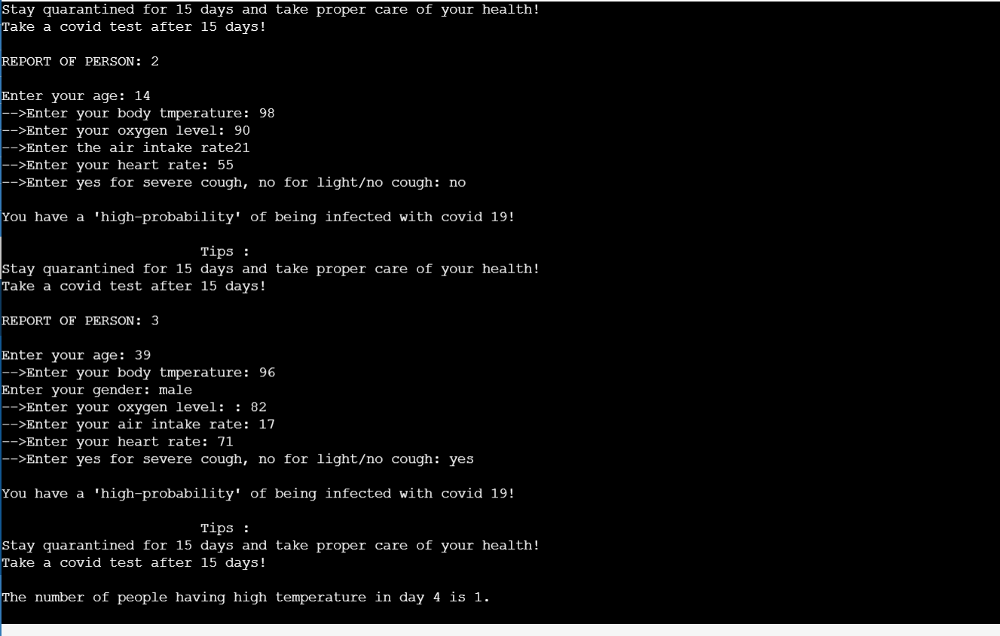 Stay quarantined for 15 days and take proper care of your health!
Take a covid test after 15 days!
REPORT OF PERSON: 2
Enter your age: 14
-->Enter your body tmperature: 98
-->Enter your oxygen level: 90
-->Enter the air intake rate21
-->Enter your heart rate: 55
-->Enter yes for severe cough, no for light/no cough: no
You have a 'high-probability' of being infected with covid 19!
Tips :
Stay quarantined for 15 days and take proper care of your health!
Take a covid test after 15 days!
REPORT OF PERSON: 3
Enter your age: 39
-->Enter your body tmperature: 96
Enter your gender: male
-->Enter your oxygen level: : 82
-->Enter your air intake rate: 17
-->Enter your heart rate: 71
-->Enter yes for severe cough, no for light/no cough: yes
You have a 'high-probability' of being infected with covid 19!
Tips :
Stay quarantined for 15 days and take proper care of your health!
Take a covid test after 15 days!
The number of people having high temperature in day 4 is 1.